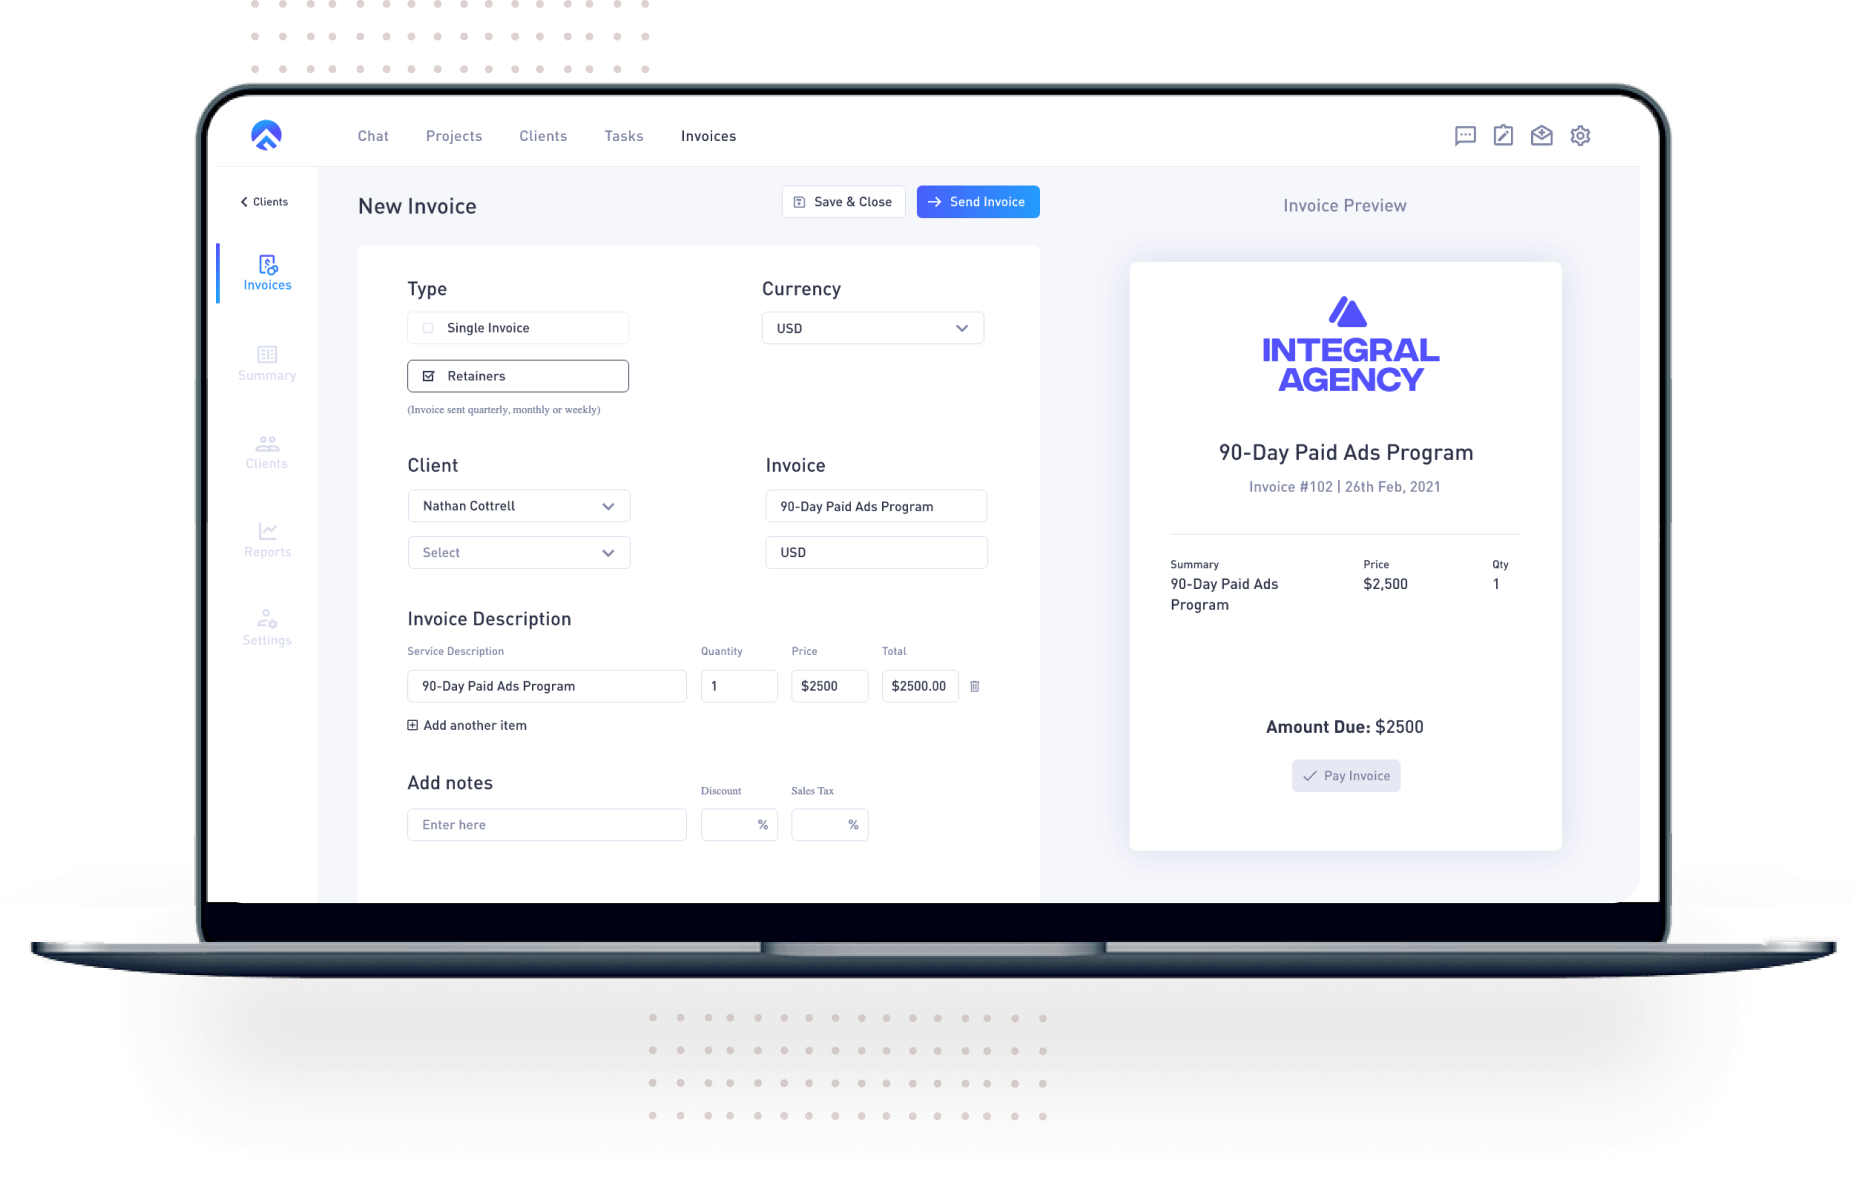 Chat Projects Clients Tasks Invoices
Clients
Invoices
Summary
Clients
Reports
Settings
New Invoice
Save & Close
Send Invoice
Type
Single Invoice
Retainers
(Invoice sent quarterly, monthly or weekly)
Currency
USD
Client
Nathan Cottrell
Select
Invoice
90-Day Paid Ads Program
USD
Invoice Description
Service Description Quantity Price Total
90-Day Paid Ads Program 1 $2500 $2500.00
Add another item
Add notes Discount Sales Tax
Enter here % %
Invoice Preview
INTEGRAL
AGENCY
90-Day Paid Ads Program
Invoice #102 | 26th Feb, 2021
Summary Price Qty
90-Day Paid Ads $2,500 1
Program
Amount Due: $2500
Pay Invoice